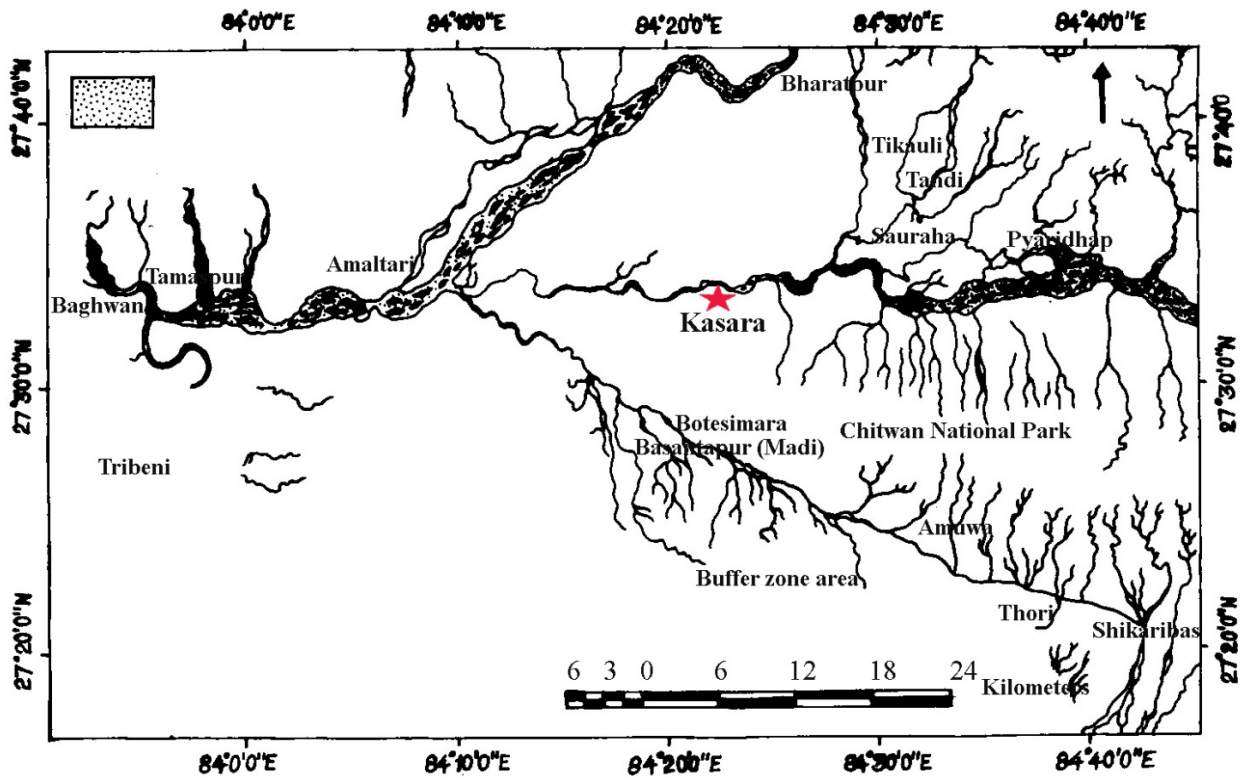 84°0'0"E 84°10'0"E 84°20'0"E 84°30'0"E 84°40'0"E
Bharatpur
27°40'0"N
27°40'0
Tikauli
Tandi
Sauraha
Pyaridhap
Amaltari
Tamaspur
Baghwan
Kasara
27°30'0"N
27°30'0"N
Botesimara
Chitwan National Park
Basantapur (Madi)
Tribeni
Amuwa
Buffer zone area
Thori
Shikaribas
27°20'0"N
27°20'0"N
6 3 0 6 12 18 24
Kilometers
84°0'0"E 84°10'0"E 84°20'0"E 84°30'0"E 84°40'0"E